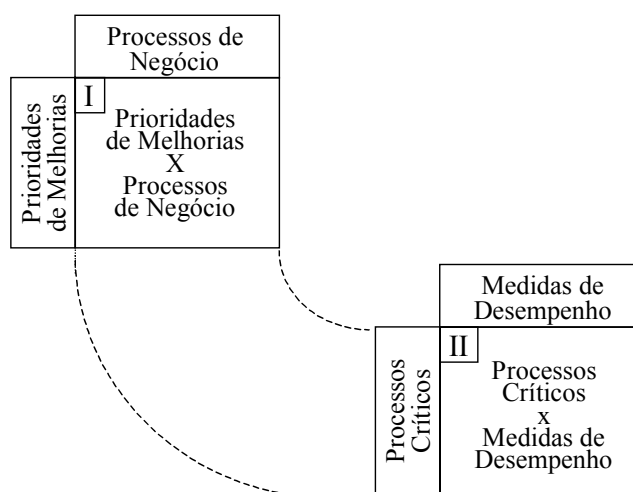 Processos de
Negócio
Prioridades
de Melhorias
I
Prioridades
de Melhorias
X
Processos
de Negócio
Medidas de
Desempenho
Processos
Críticos
II
Processos
Críticos
x
Medidas de
Desempenho